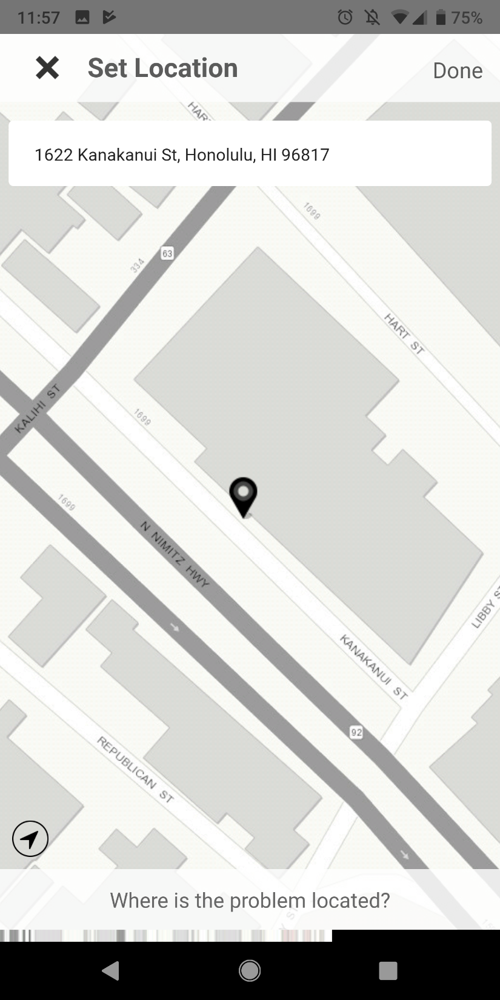 11:57
75%
Set Location
Done
HAR
1622 Kanakanui St, Honolulu, HI 96817
1699
63
334
HART ST
KALIHI ST
1699
1699
N NIMITZ HWY
LIBBY S
KANAKANUI ST
92
REPUBLICAN ST
Where is the problem located?